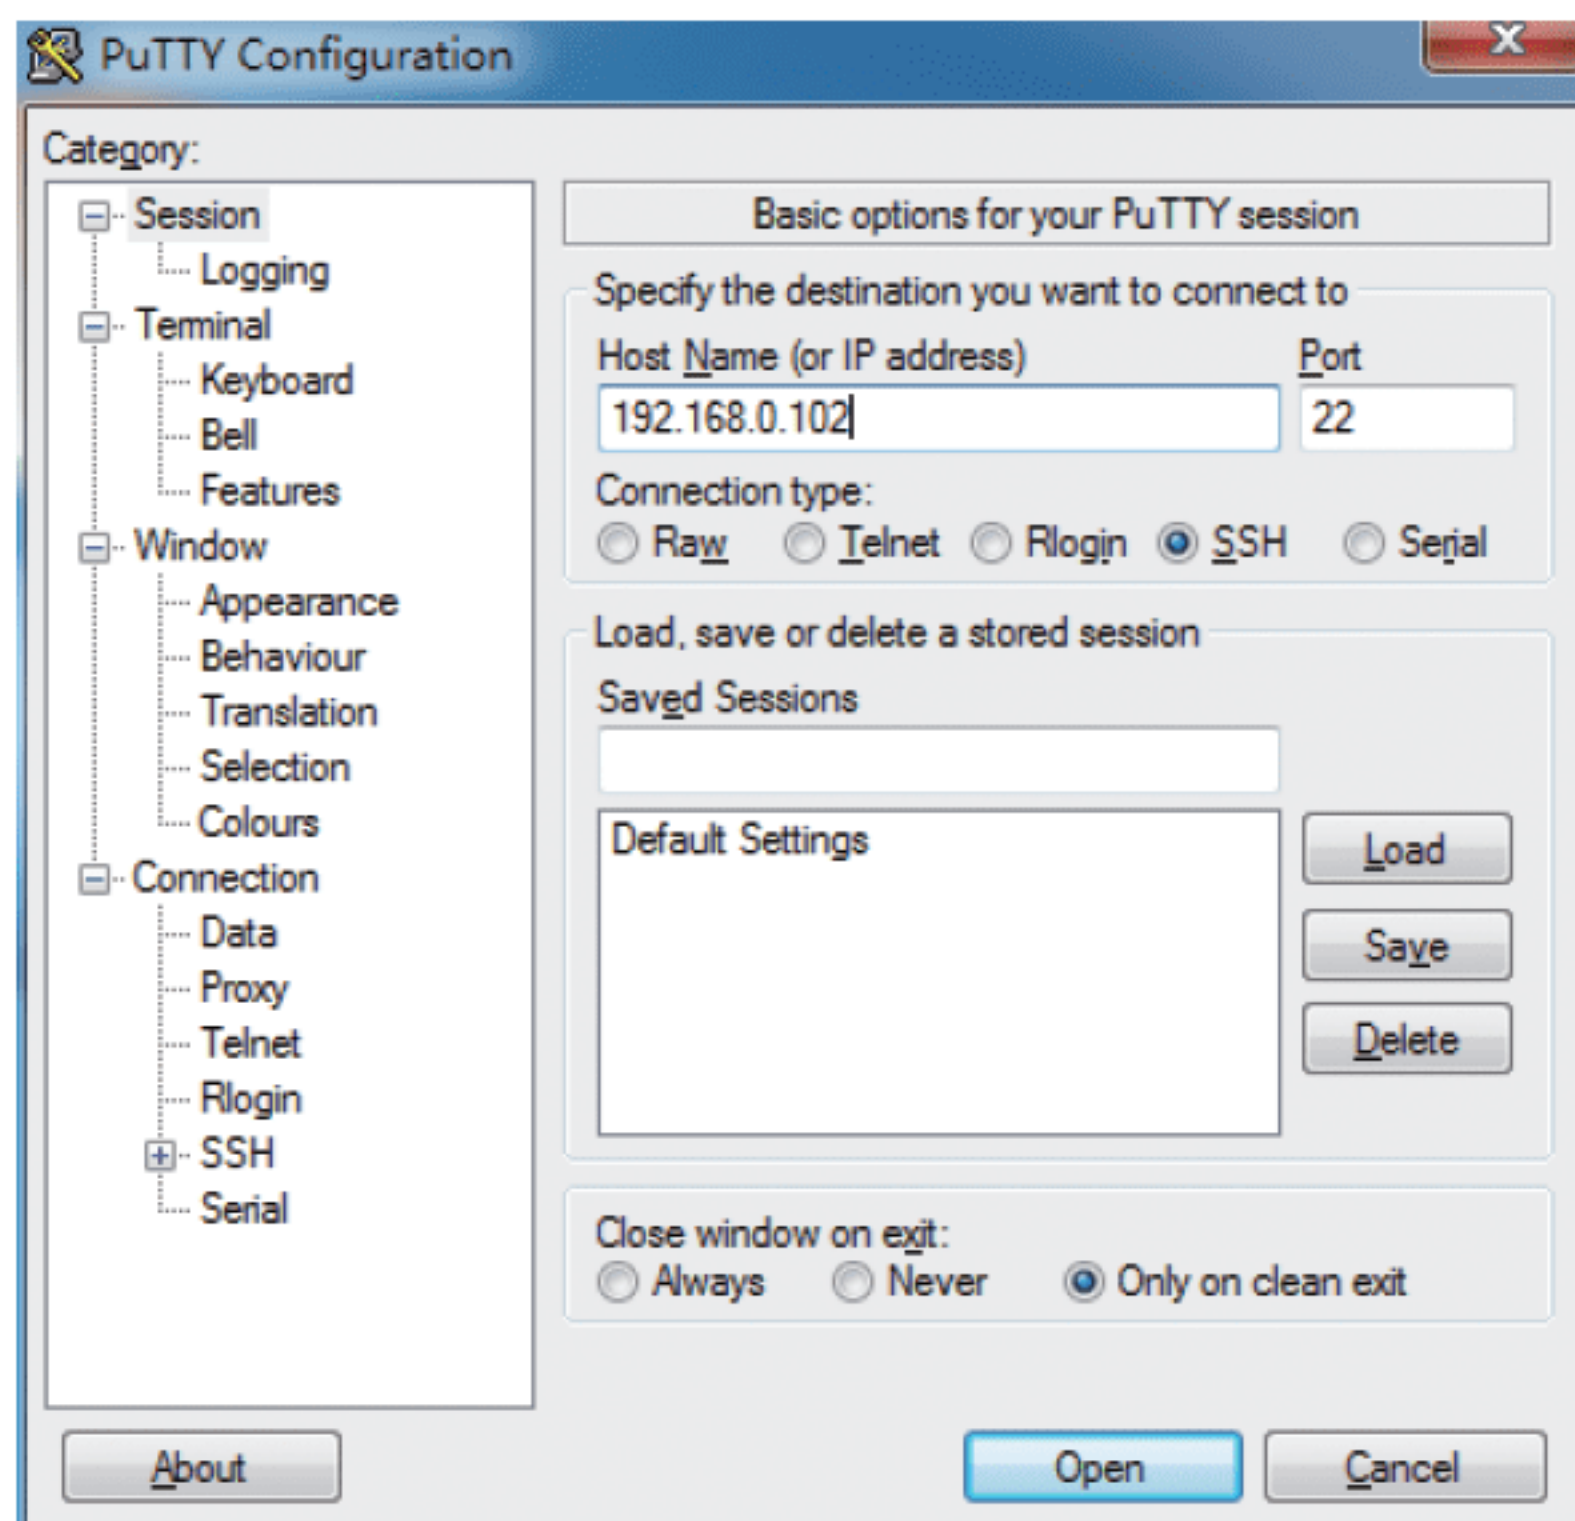 PuTTY Configuration
Category:
Session
Logging
Terminal
Keyboard
Bell
Features
Window
Appearance
Behaviour
Translation
Selection
Colours
Connection
Data
Proxy
Telnet
Rlogin
SSH
Serial
Basic options for your PuTTY session
Specify the destination you want to connect to
Host Name (or IP address) Port
192.168.0.102 22
Connection type:
Raw Telnet Rlogin SSH Serial
Load, save or delete a stored session
Saved Sessions
Default Settings
Load
Save
Delete
Close window on exit:
Always Never Only on clean exit
About Open Cancel